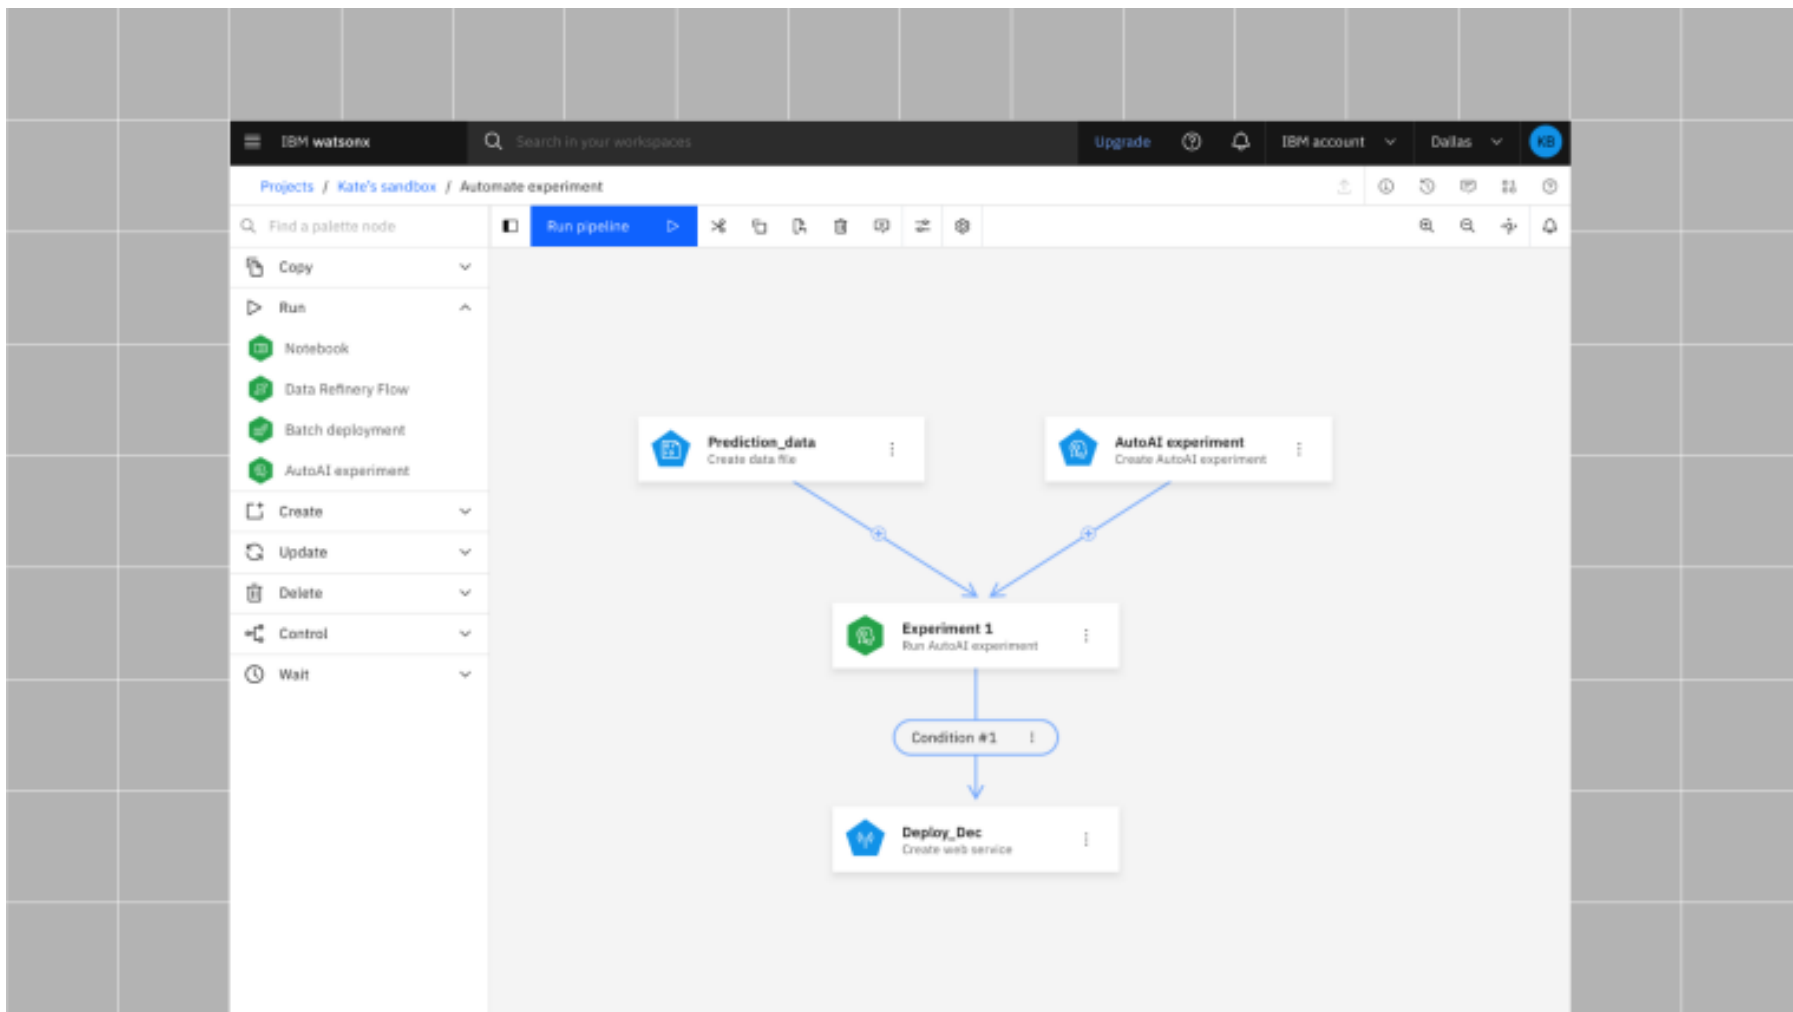 IBM watsonx
Search in your workspaces
Upgrade
IBM account
Dallas
KB
Projects / Kate's sandbox / Automate experiment
Find a palette node
Run pipeline
Copy
Run
Notebook
Data Refinery Flow
Batch deployment
AutoAI experiment
Create
Update
Delete
Control
Wait
Prediction_data
Create data file
AutoAI experiment
Create AutoAI experiment
Experiment 1
Run AutoAI experiment
Condition #1
Deploy_Dec
Create web service